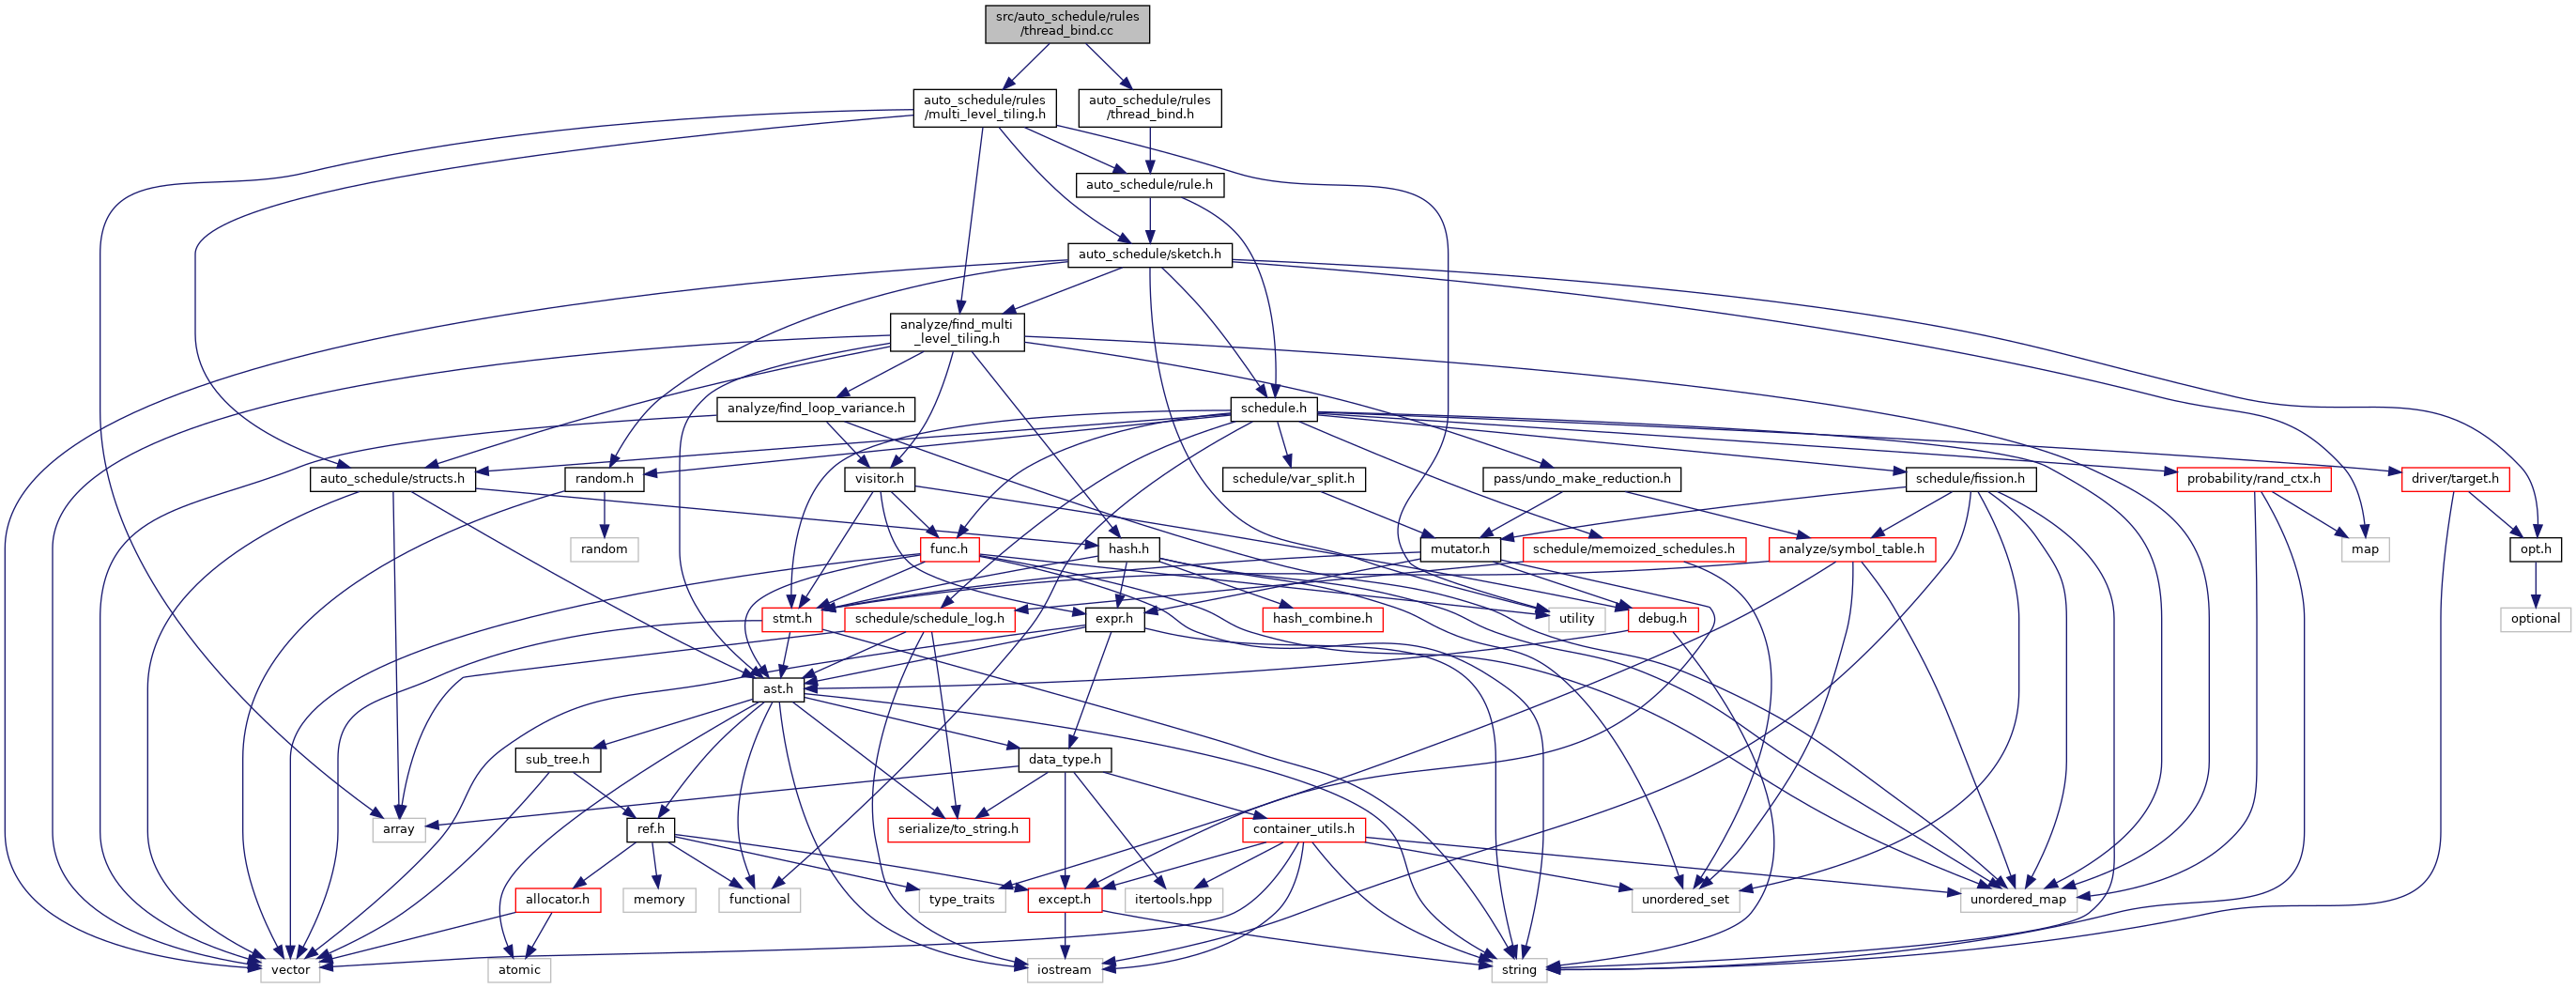 src/auto_schedule/rules
/thread_bind.cc
auto_schedule/rules
/multi_level_tiling.h
auto_schedule/rules
/thread_bind.h
auto_schedule/rule.h
auto_schedule/sketch.h
analyze/find_multi
_level_tiling.h
analyze/find_loop_variance.h
schedule.h
auto_schedule/structs.h
random.h
visitor.h
schedule/var_split.h
pass/undo_make_reduction.h
schedule/fission.h
probability/rand_ctx.h
driver/target.h
random
func.h
hash.h
mutator.h
schedule/memoized_schedules.h
analyze/symbol_table.h
map
opt.h
stmt.h
schedule/schedule_log.h
expr.h
hash_combine.h
utility
debug.h
optional
ast.h
sub_tree.h
data_type.h
array
ref.h
serialize/to_string.h
container_utils.h
allocator.h
memory
functional
type_traits
except.h
itertools.hpp
unordered_set
unordered_map
vector
atomic
iostream
string